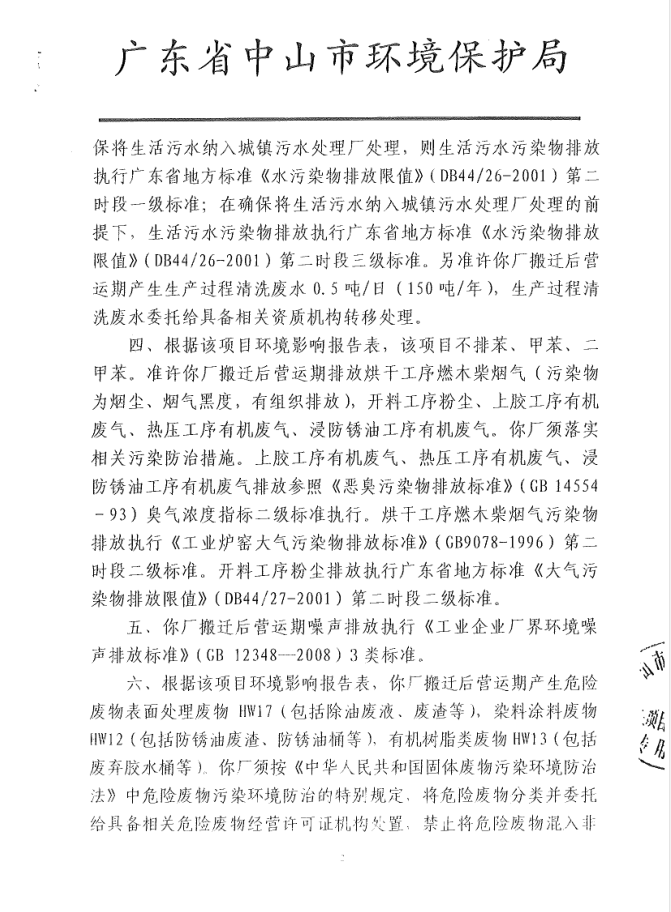 广东省中山市环境保护局
保将生活污水纳入城镇污水处理厂处理，则生活污水污染物排放
执行广东省地方标准《水污染物排放限值》（DB44/26-2001）第二
时段一级标准；在确保将生活污水纳入城镇污水处理厂处理的前
提下，生活污水污染物排放执行广东省地方标准《水污染物排放
限值》（DB44/26-2001）第二时段三级标准。另准许你厂搬迁后营
运期产生生产过程清洗废水 0.5 吨/日（150 吨/年），生产过程清
洗废水委托给具备相关资质机构转移处理。
四、根据该项目环境影响报告表，该项目不排苯、甲苯、二
甲苯。准许你厂搬迁后营运期排放烘干工序燃木柴烟气（污染物
为烟尘、烟气黑度，有组织排放），开料工序粉尘、上胶工序有机
废气、热压工序有机废气、浸防锈油工序有机废气。你厂须落实
相关污染防治措施。上胶工序有机废气、热压工序有机废气、浸
防锈油工序有机废气排放参照《恶臭污染物排放标准》（GB 14554
－93）臭气浓度指标二级标准执行。烘干工序燃木柴烟气污染物
排放执行《工业炉窑大气污染物排放标准》（GB9078-1996）第二
时段二级标准。开料工序粉尘排放执行广东省地方标准《大气污
染物排放限值》（DB44/27-2001）第二时段二级标准。
五、你厂搬迁后营运期噪声排放执行《工业企业厂界环境噪
声排放标准》（GB 12348—2008）3 类标准。
六、根据该项目环境影响报告表，你厂搬迁后营运期产生危险
废物表面处理废物 HW17（包括除油废液、废渣等），染料涂料废物
HW12（包括防锈油废渣、防锈油桶等），有机树脂类废物 HW13（包括
废弃胶水桶等）。你厂须按《中华人民共和国固体废物污染环境防治
法》中危险废物污染环境防治的特别规定，将危险废物分类并委托
给具备相关危险废物经营许可证机构处置，禁止将危险废物混入非
山市
项目
专用